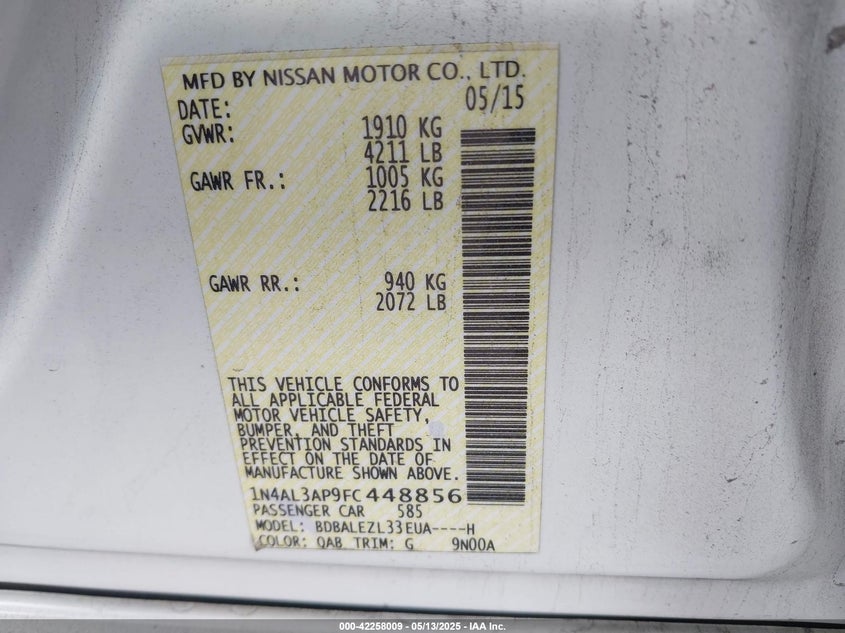 MFD BY NISSAN MOTOR CO., LTD.
DATE: 05/15
GVWR: 1910 KG
4211 LB
GAWR FR.: 1005 KG
2216 LB
GAWR RR.: 940 KG
2072 LB
THIS VEHICLE CONFORMS TO
ALL APPLICABLE FEDERAL
MOTOR VEHICLE SAFETY,
BUMPER, AND THEFT
PREVENTION STANDARDS IN
EFFECT ON THE DATE OF
MANUFACTURE SHOWN ABOVE.
1N4AL3AP9FC448856
PASSENGER CAR 585
MODEL: BDBALEZL33EUA----H
COLOR: QAB TRIM: G 9N00A
000-42258009 - 05/13/2025 - IAA Inc.